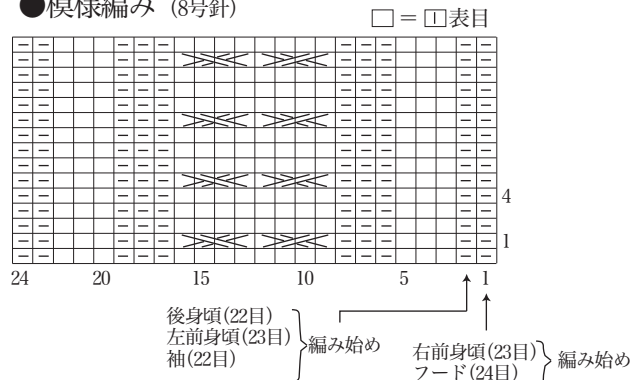 ●模様編み (8号針)
□＝|表目
4
1
24 20 15 10 5 1
後身頃(22目)
左前身頃(23目)
袖(22目)
編み始め
右前身頃(23目)
フード(24目)
編み始め